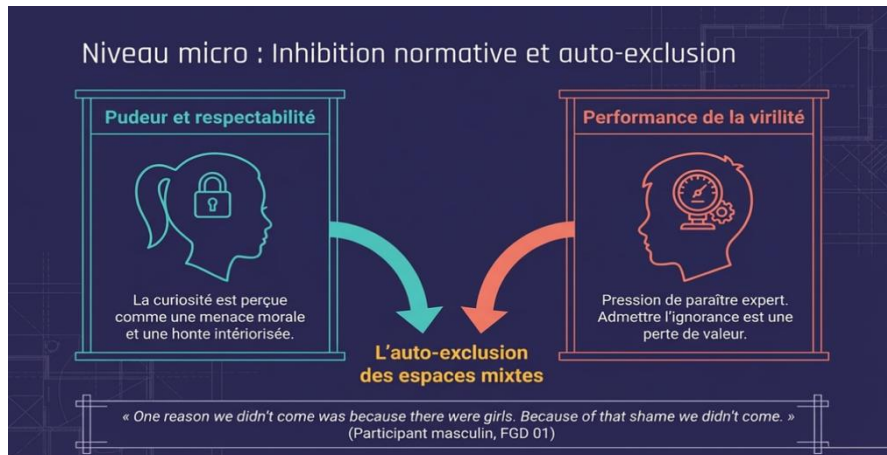 Niveau micro : Inhibition normative et auto-exclusion
Pudeur et respectabilité
La curiosité est perçue
comme une menace morale
et une honte intériorisée.
Performance de la virilité
Pression de paraître expert.
Admettre l'ignorance est une
perte de valeur.
L'auto-exclusion
des espaces mixtes
« One reason we didn't come was because there were girls. Because of that shame we didn't come. »
(Participant masculin, FGD 01)